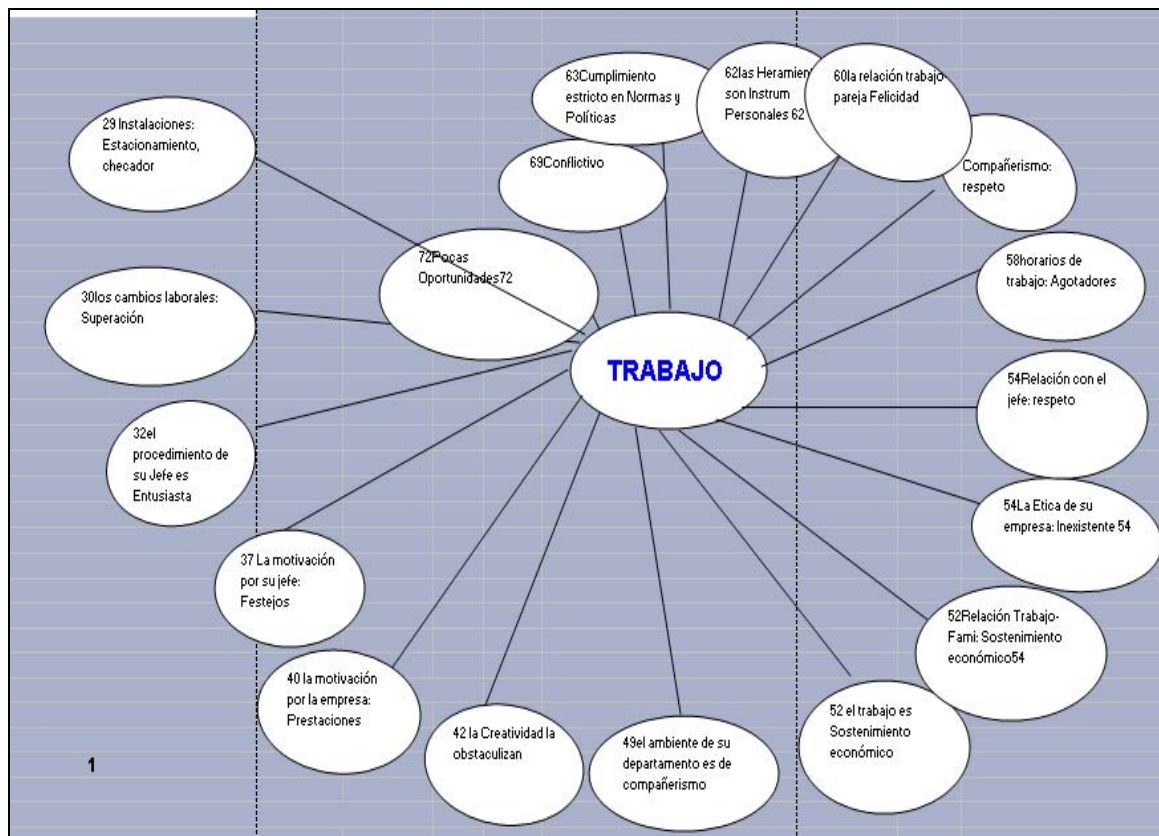 63Cumplimiento
estricto en Normas y
Políticas
62las Heramien
son Instrum
Personales 62
60la relación trabajo-
pareja Felicidad
29 Instalaciones:
Estacionamiento,
checador
69Conflictivo
Compañerismo:
respeto
72Pocas
Oportunidades72
58horarios de
trabajo: Agotadores
30los cambios laborales:
Superación
TRABAJO
54Relación con el
jefe: respeto
32el
procedimiento de
su Jefe es
Entusiasta
54La Etica de su
empresa: Inexistente 54
37 La motivación
por su jefe:
Festejos
52Relación Trabajo-
Fami: Sostenimiento
económico54
40 la motivación
por la empresa:
Prestaciones
42 la Creatividad la
obstaculizan
49el ambiente de su
departamento es de
compañerismo
52 el trabajo es
Sostenimiento
económico
1